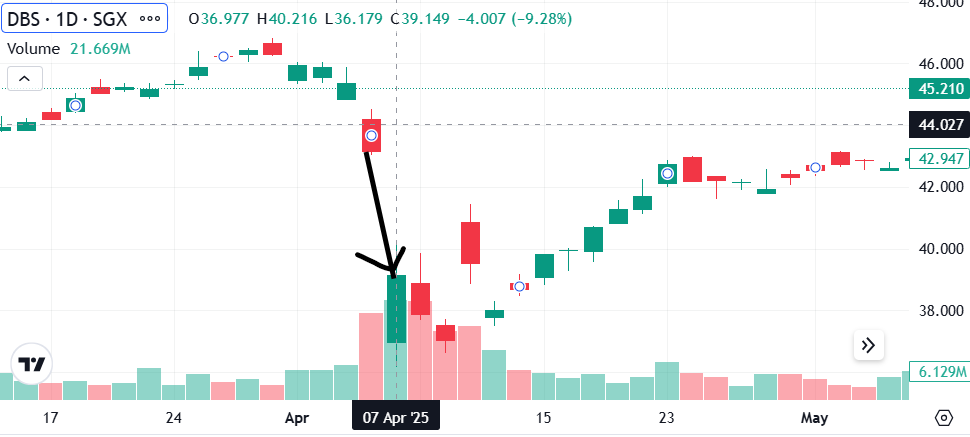 DBS · 1D · SGX ••• O36.977 H40.216 L36.179 C39.149 −4.007 (−9.28%)
Volume 21.669M
48.000
46.000
45.210
44.027
42.947
42.000
40.000
38.000
6.129M
17 24 Apr 07 Apr '25 15 23 May